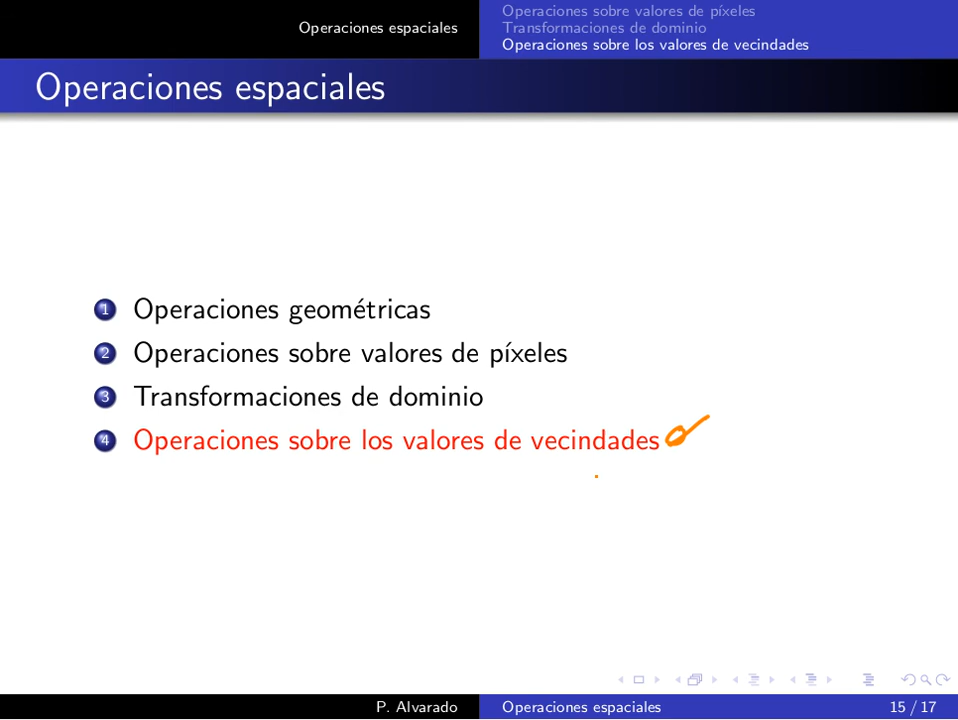 Operaciones espaciales
Operaciones sobre valores de píxeles
Transformaciones de dominio
Operaciones sobre los valores de vecindades
Operaciones espaciales
1 Operaciones geométricas
2 Operaciones sobre valores de píxeles
3 Transformaciones de dominio
4 Operaciones sobre los valores de vecindades
P. Alvarado Operaciones espaciales 15 / 17